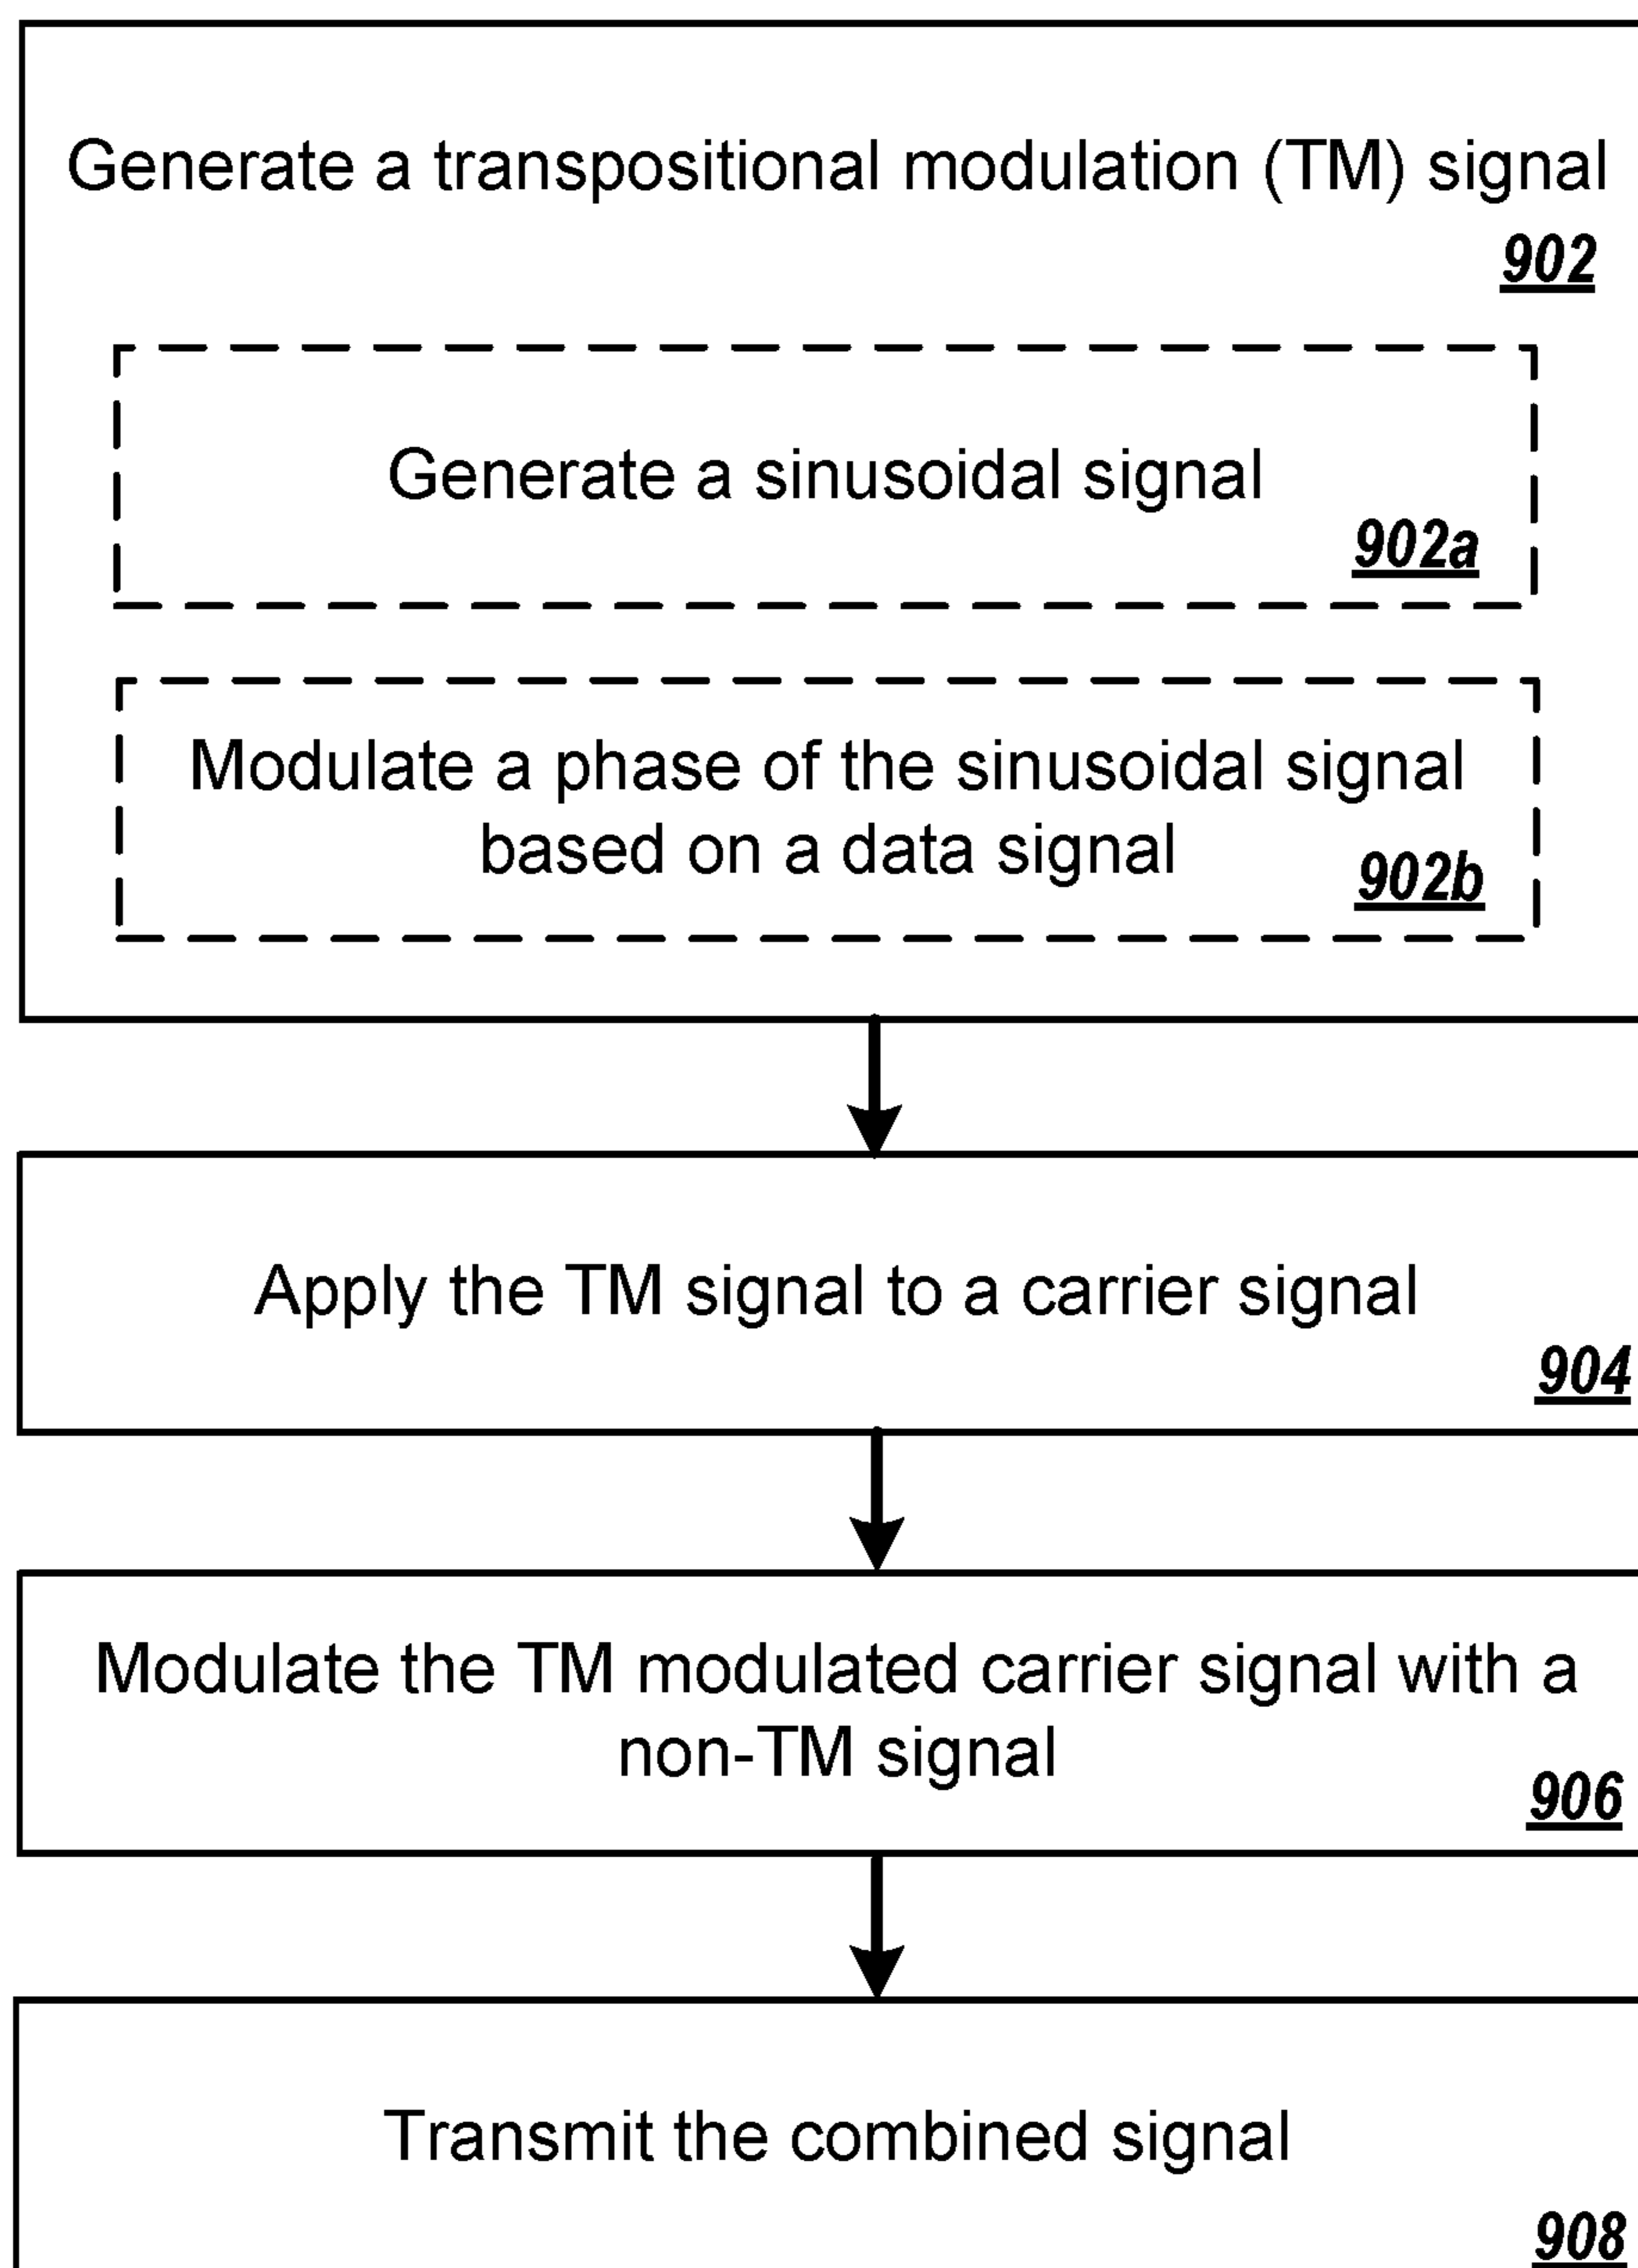 Generate a transpositional modulation (TM) signal
902
Generate a sinusoidal signal
902a
Modulate a phase of the sinusoidal signal
based on a data signal
902b
Apply the TM signal to a carrier signal
904
Modulate the TM modulated carrier signal with a
non-TM signal
906
Transmit the combined signal
908